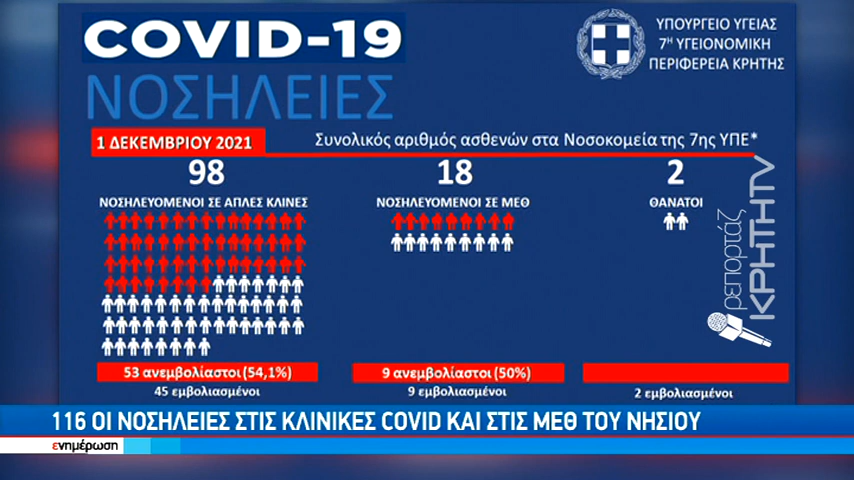 COVID-19
ΝΟΣΗΛΕΙΕΣ
ΥΠΟΥΡΓΕΙΟ ΥΓΕΙΑΣ
7Η ΥΓΕΙΟΝΟΜΙΚΗ
ΠΕΡΙΦΕΡΕΙΑ ΚΡΗΤΗΣ
1 ΔΕΚΕΜΒΡΙΟΥ 2021
Συνολικός αριθμός ασθενών στα Νοσοκομεία της 7ης ΥΠΕ*
98
ΝΟΣΗΛΕΥΟΜΕΝΟΙ ΣΕ ΑΠΛΕΣ ΚΛΙΝΕΣ
53 ανεμβολίαστοι (54,1%)
45 εμβολιασμένοι
18
ΝΟΣΗΛΕΥΟΜΕΝΟΙ ΣΕ ΜΕΘ
9 ανεμβολίαστοι (50%)
9 εμβολιασμένοι
2
ΘΑΝΑΤΟΙ
2 εμβολιασμένοι
ρεπορτάζ
ΚΡΗΤΗTV
116 ΟΙ ΝΟΣΗΛΕΙΕΣ ΣΤΙΣ ΚΛΙΝΙΚΕΣ COVID ΚΑΙ ΣΤΙΣ ΜΕΘ ΤΟΥ ΝΗΣΙΟΥ
ενημέρωση